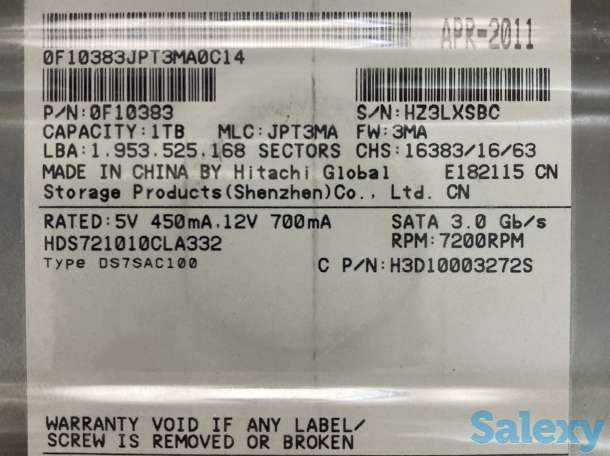 APR-2011
0F10383JPT3MA0C14
P/N:0F10383 S/N:HZ3LXSBC
CAPACITY:1TB MLC:JPT3MA FW:3MA
LBA:1.953.525.168 SECTORS CHS:16383/16/63
MADE IN CHINA BY Hitachi Global E182115 CN
Storage Products(Shenzhen)Co., Ltd. CN
RATED:5V 450mA.12V 700mA SATA 3.0 Gb/s
HDS721010CLA332 RPM:7200RPM
Type DS7SAC100 C P/N:H3D10003272S
WARRANTY VOID IF ANY LABEL/
SCREW IS REMOVED OR BROKEN
Salexy